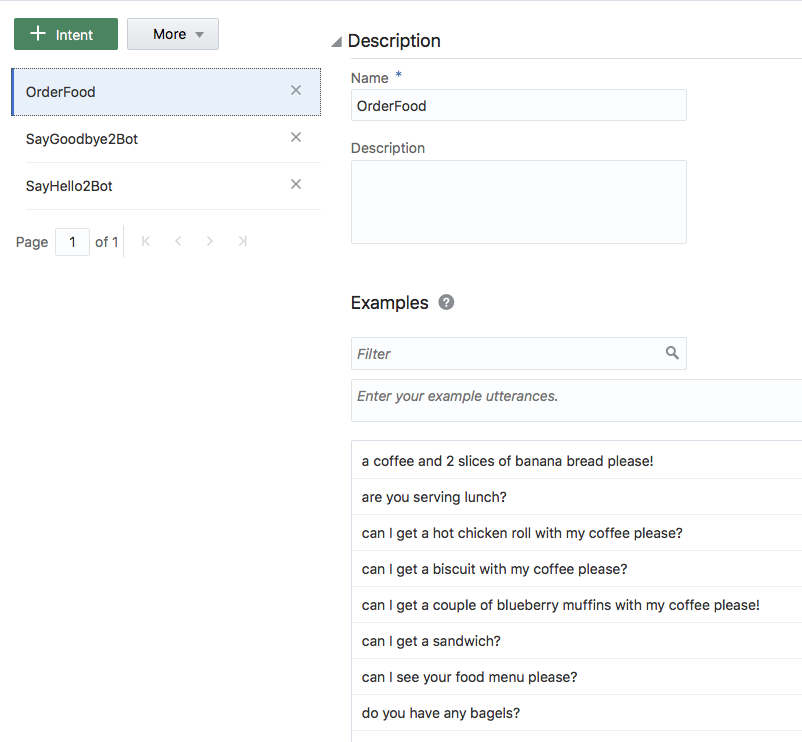 Intent
More
OrderFood
SayGoodbye2Bot
SayHello2Bot
Page 1 of 1
Description
Name *
OrderFood
Description
Examples ?
Filter
Enter your example utterances.
a coffee and 2 slices of banana bread please!
are you serving lunch?
can I get a hot chicken roll with my coffee please?
can I get a biscuit with my coffee please?
can I get a couple of blueberry muffins with my coffee please!
can I get a sandwich?
can I see your food menu please?
do you have any bagels?